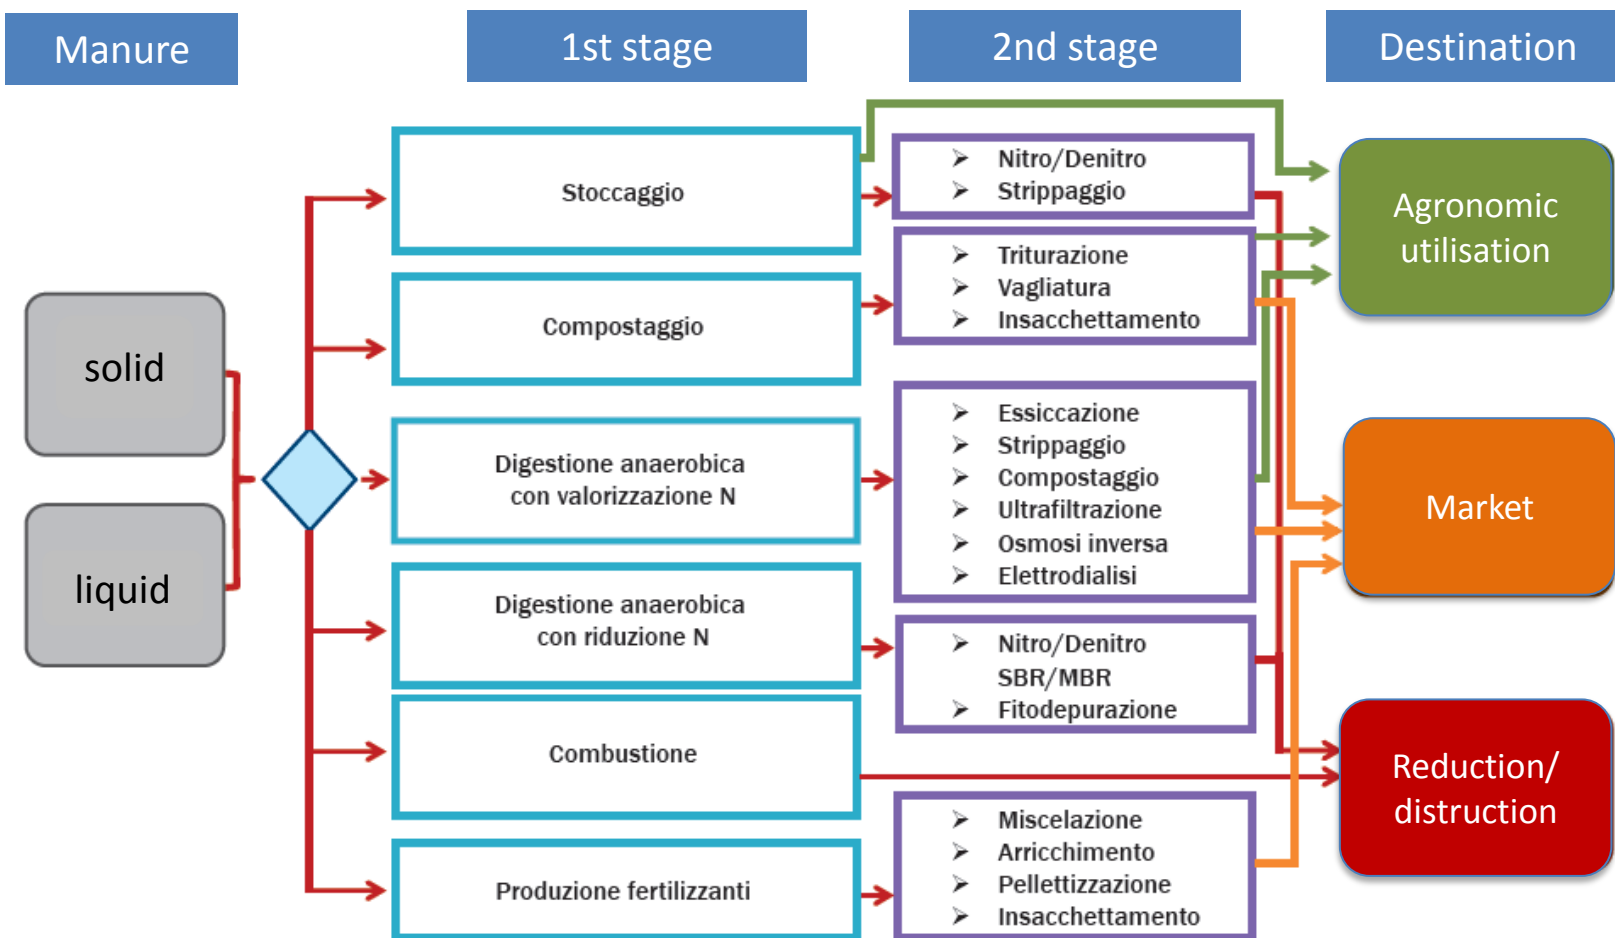 Manure
1st stage
2nd stage
Destination
solid
liquid
Stoccaggio
Compostaggio
Digestione anaerobica
con valorizzazione N
Digestione anaerobica
con riduzione N
Combustione
Produzione fertilizzanti
➢ Nitro/Denitro
➢ Strippaggio
➢ Triturazione
➢ Vagliatura
➢ Insacchettamento
➢ Essiccazione
➢ Strippaggio
➢ Compostaggio
➢ Ultrafiltrazione
➢ Osmosi inversa
➢ Elettrodialisi
➢ Nitro/Denitro
SBR/MBR
➢ Fitodepurazione
➢ Miscelazione
➢ Arricchimento
➢ Pellettizzazione
➢ Insacchettamento
Agronomic
utilisation
Market
Reduction/
distruction